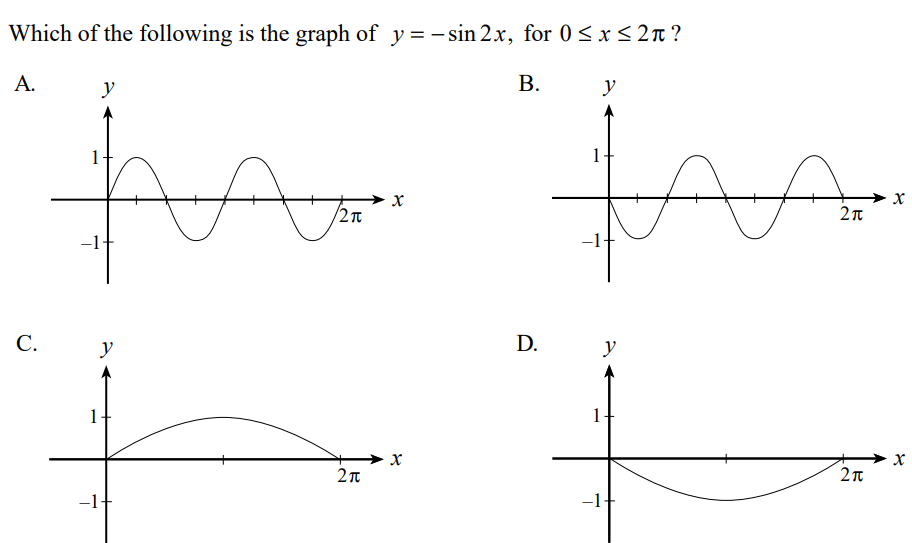 Which of the following is the graph of y = – sin 2x, for 0 ≤ x ≤ 2π ?
A.
y
1
x
2π
–1
B.
y
1
x
2π
–1
C.
y
1
x
2π
–1
D.
y
1
x
2π
–1